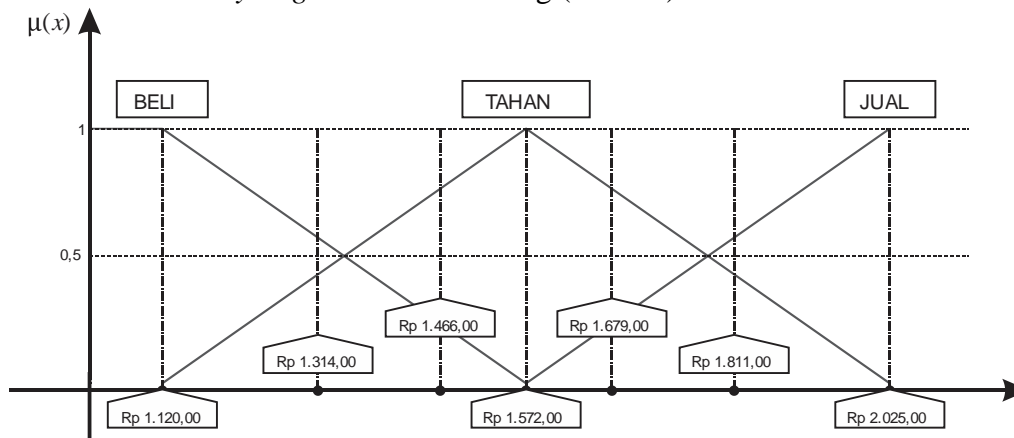 μ(x)
BELI
TAHAN
JUAL
1
0,5
Rp 1.466,00
Rp 1.679,00
Rp 1.314,00
Rp 1.811,00
Rp 1.120,00
Rp 1.572,00
Rp 2.025,00